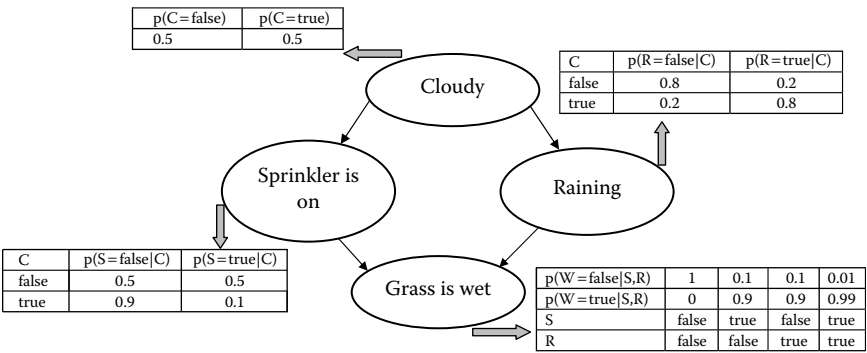 p(C=false) p(C=true)
0.5 0.5
Cloudy
C p(R=false|C) p(R=true|C)
false 0.8 0.2
true 0.2 0.8
Sprinkler is
on
Raining
C p(S=false|C) p(S=true|C)
false 0.5 0.5
true 0.9 0.1
Grass is wet
p(W=false|S,R) 1 0.1 0.1 0.01
p(W=true|S,R) 0 0.9 0.9 0.99
S false true false true
R false false true true